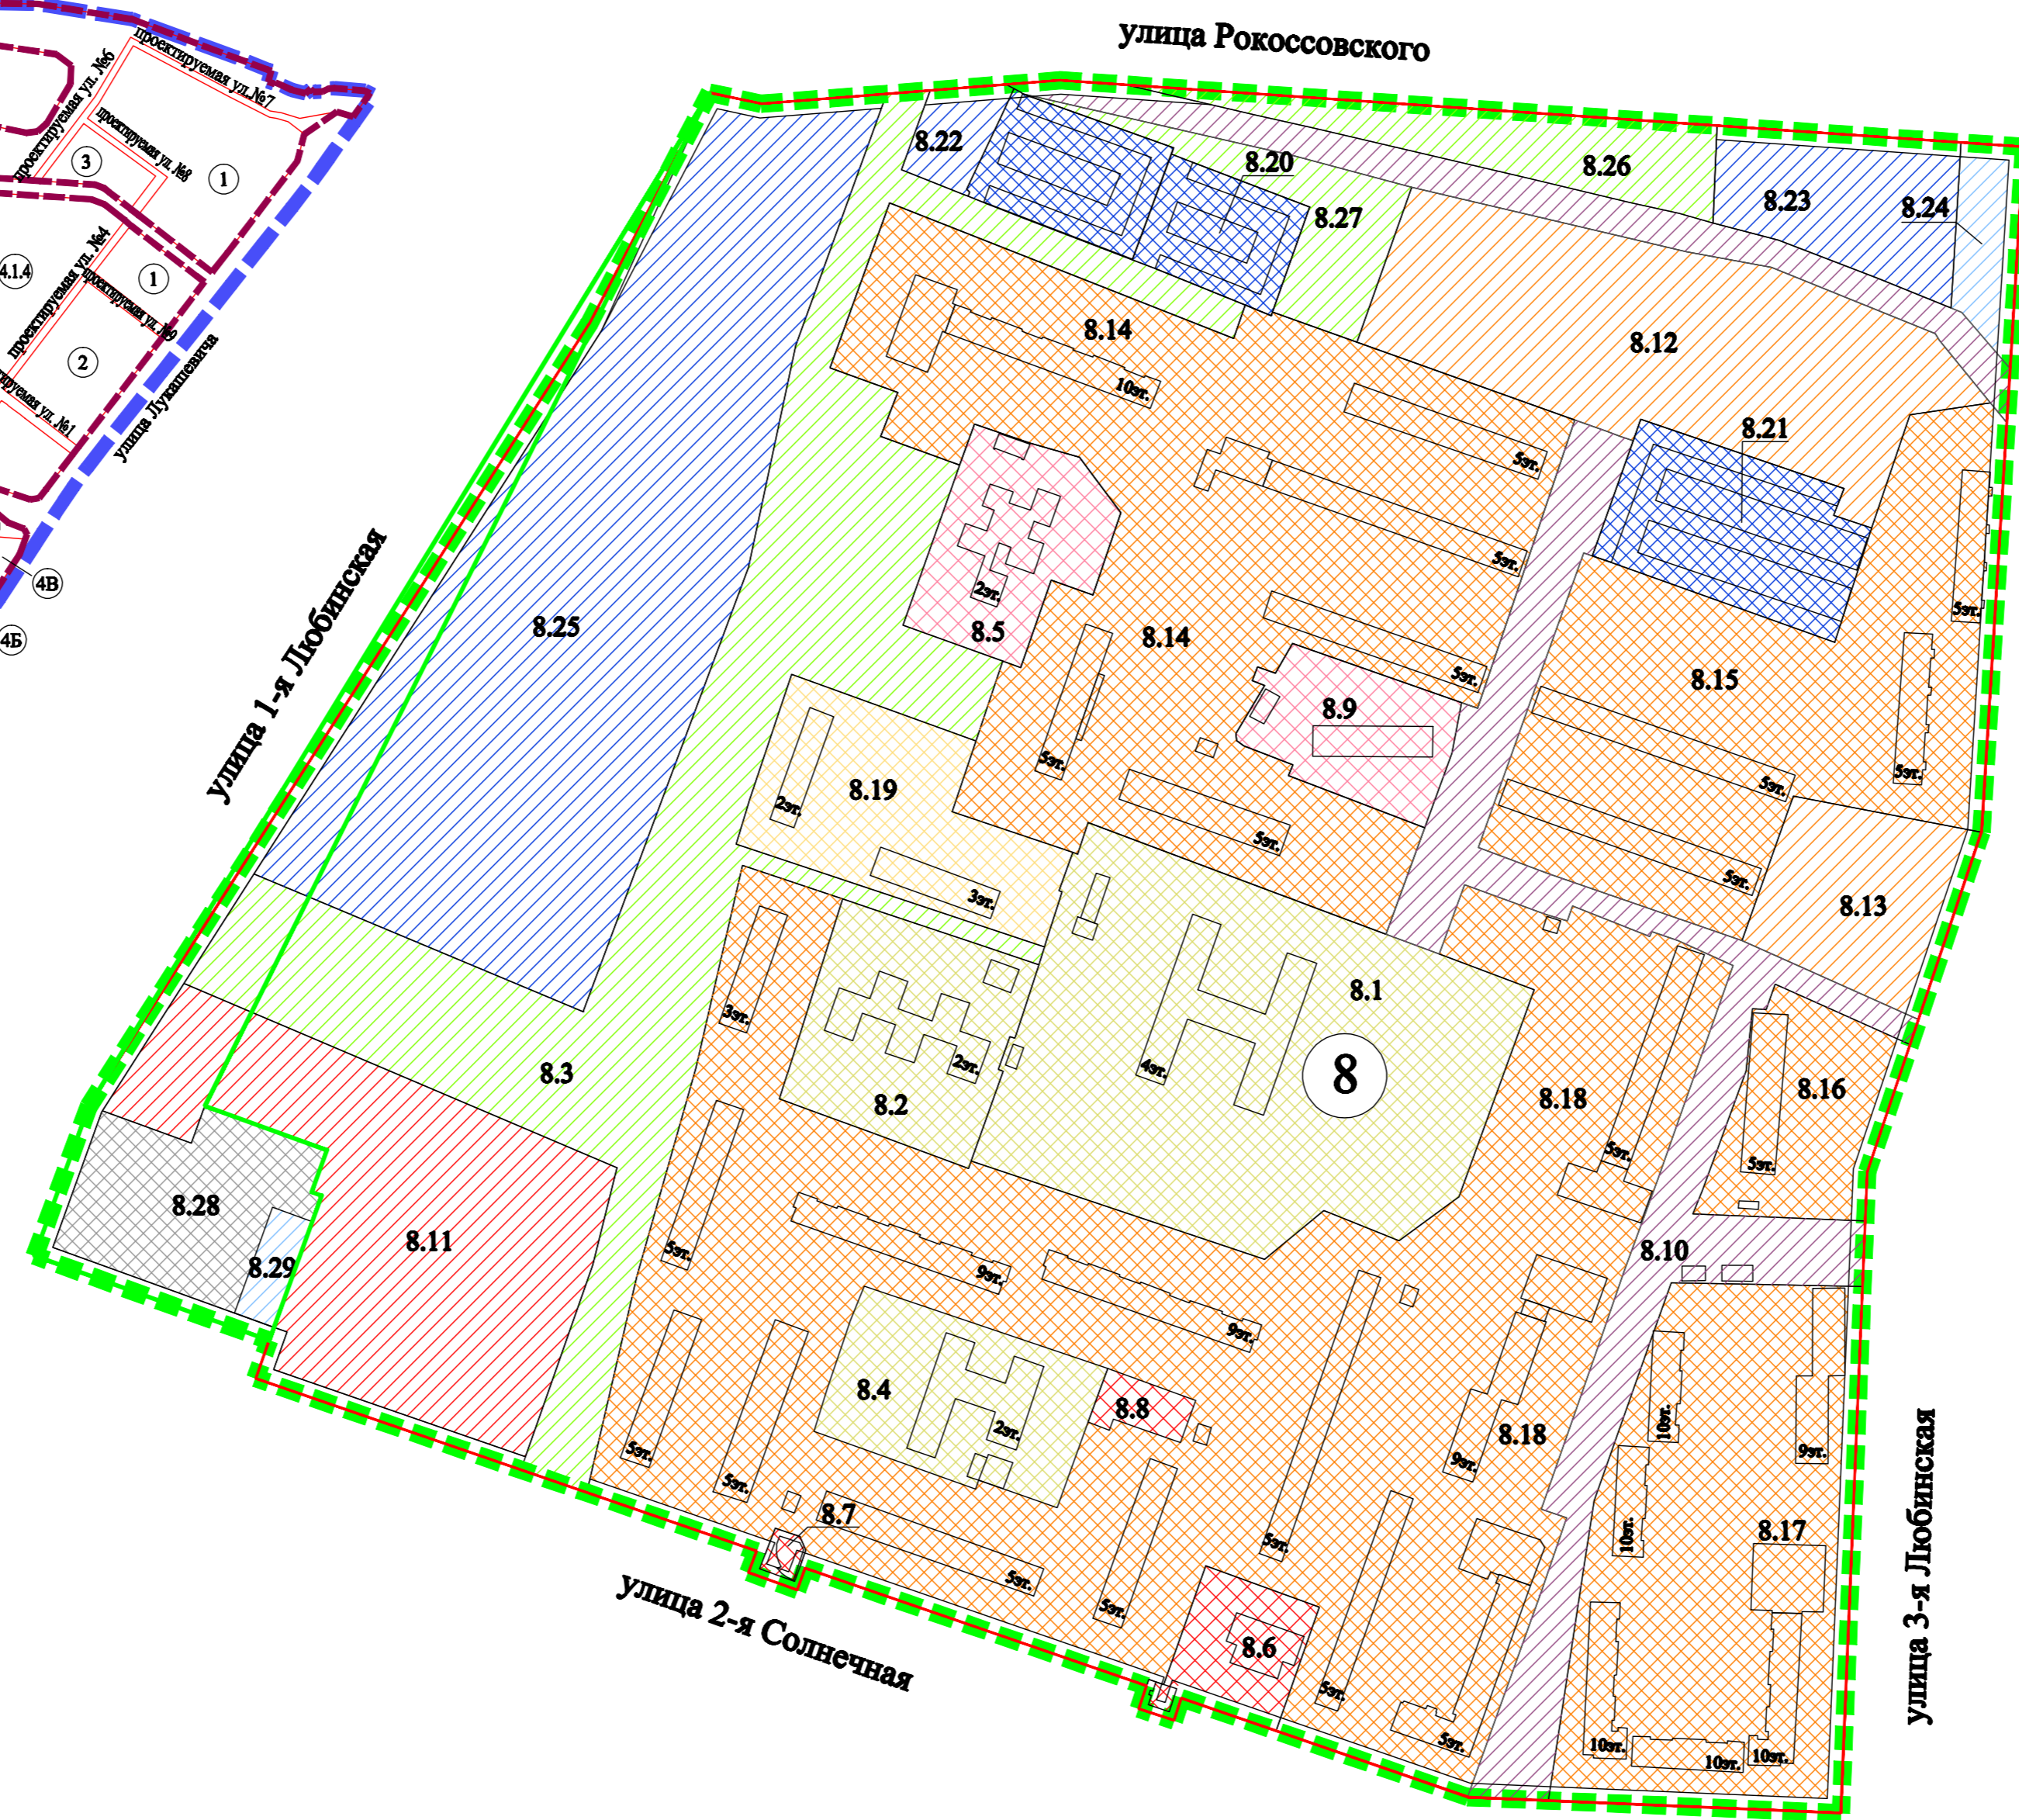 улица Рокоссовского
проектируемая ул. №6
проектируемая ул.№7
проектируемая ул. №8
3
1
4.1.4
проектируемая ул. №4
проектируемая ул. №9
1
2
улица Лукашевича
ул. №1
4В
4Б
8.22
8.20
8.26
8.27
8.23
8.24
8.14
10эт.
8.12
8.21
5эт.
5эт.
5эт.
2эт.
8.5
8.25
улица 1-я Любинская
8.14
5эт.
8.9
8.15
5эт.
5эт.
5эт.
5эт.
5эт.
8.19
2эт.
3эт.
8.13
8.1
3эт.
2эт.
4эт.
8
8.2
8.3
8.18
5эт.
8.16
5эт.
8.28
8.29
8.11
5эт.
9эт.
9эт.
8.10
8.4
2эт.
8.8
8.18
9эт.
10эт.
9эт.
5эт.
5эт.
8.7
5эт.
5эт.
5эт.
10эт.
8.17
улица 2-я Солнечная
8.6
5эт.
5эт.
10эт.
10эт.
10эт.
улица 3-я Любинская